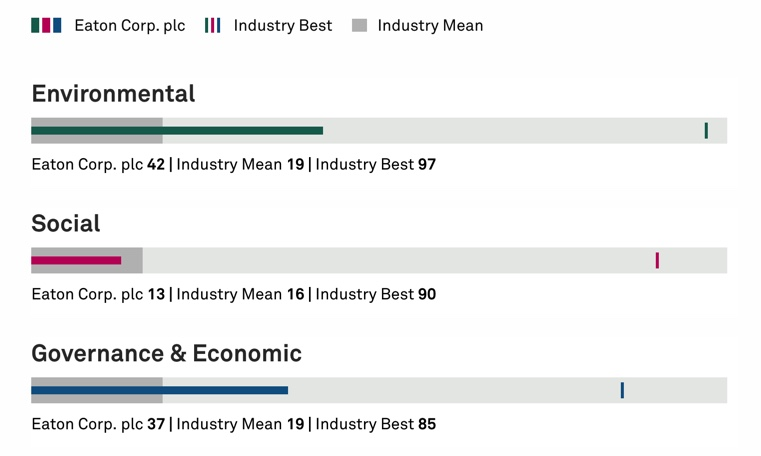 Eaton Corp. plc Industry Best Industry Mean
Environmental
Eaton Corp. plc 42 | Industry Mean 19 | Industry Best 97
Social
Eaton Corp. plc 13 | Industry Mean 16 | Industry Best 90
Governance & Economic
Eaton Corp. plc 37 | Industry Mean 19 | Industry Best 85